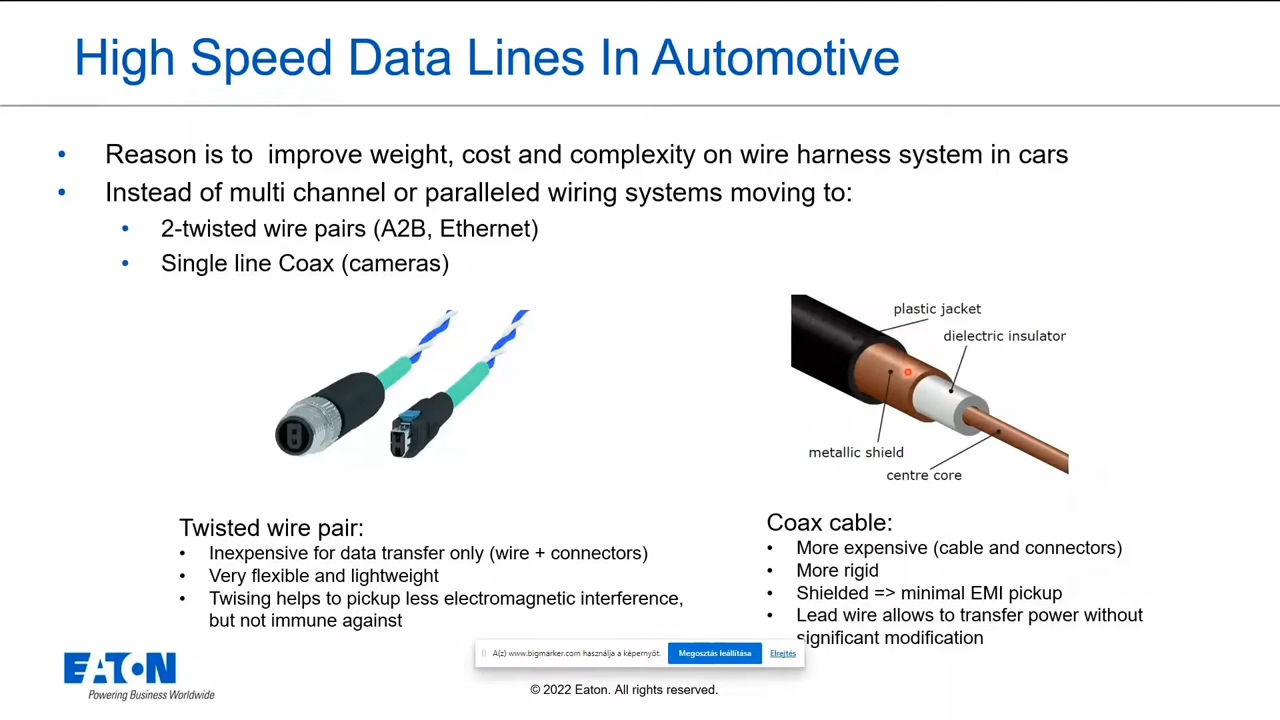 High Speed Data Lines In Automotive
• Reason is to improve weight, cost and complexity on wire harness system in cars
• Instead of multi channel or paralleled wiring systems moving to:
• 2-twisted wire pairs (A2B, Ethernet)
• Single line Coax (cameras)
plastic jacket
dielectric insulator
metallic shield
centre core
Twisted wire pair:
• Inexpensive for data transfer only (wire + connectors)
• Very flexible and lightweight
• Twising helps to pickup less electromagnetic interference,
but not immune against
Coax cable:
• More expensive (cable and connectors)
• More rigid
• Shielded => minimal EMI pickup
• Lead wire allows to transfer power without
significant modification
A(z) www.bigmarker.com használja a képernyőt. Megosztás leállítása Elrejtés
EATON
Powering Business Worldwide
© 2022 Eaton. All rights reserved.